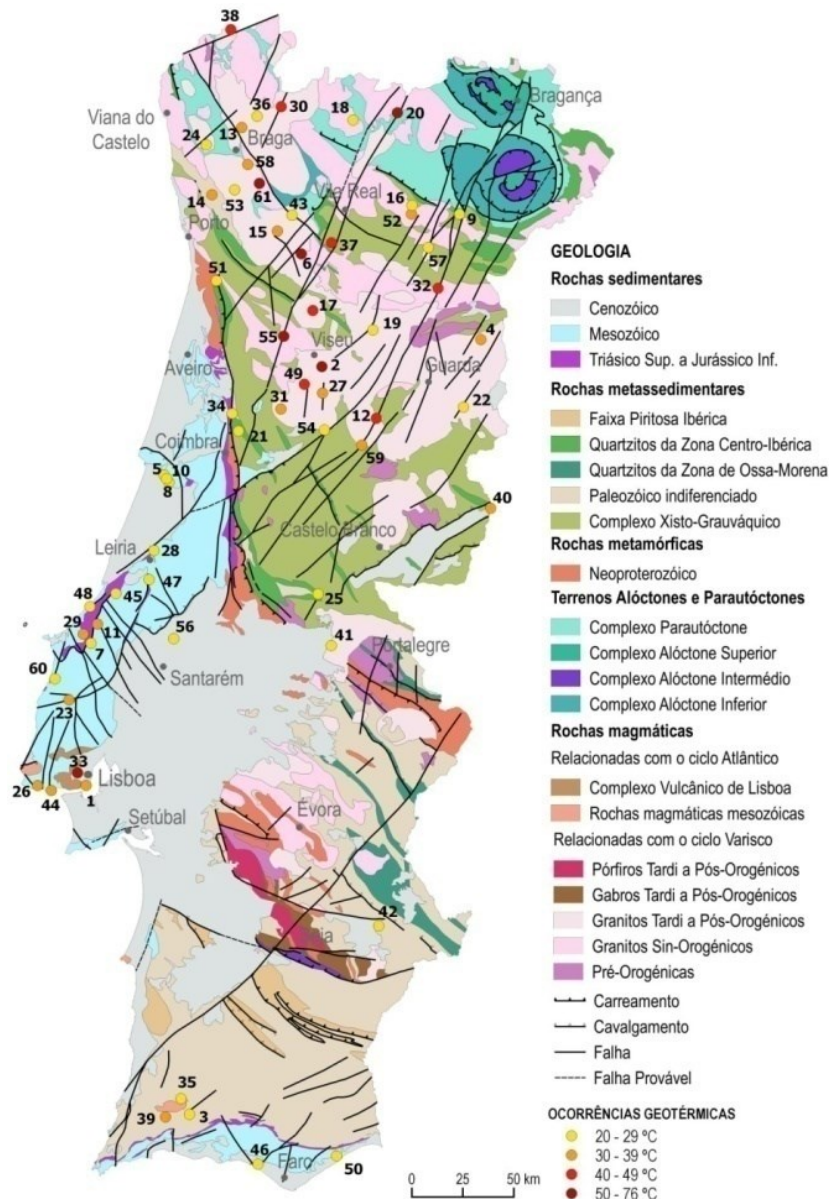 38
Viana do
Castelo
36
30
18
20
Bragança
24
13
Braga
58
61
14
53
43
Vila Real
16
52
9
Porto
15
37
57
6
51
32
17
19
4
55
Viseu
2
Aveiro
49
27
Guarda
31
22
34
12
54
21
59
Coimbra
5
10
8
40
Castelo Branco
Leiria
28
47
25
48
45
29
11
7
56
41
Portalegre
60
Santarém
23
33
Lisboa
26
44
1
Setúbal
Évora
42
35
39
3
46
Faro
50
0 25 50 km
GEOLOGIA
Rochas sedimentares
Cenozóico
Mesozóico
Triásico Sup. a Jurássico Inf.
Rochas metassedimentares
Faixa Piritosa Ibérica
Quartzitos da Zona Centro-Ibérica
Quartzitos da Zona de Ossa-Morena
Paleozóico indiferenciado
Complexo Xisto-Grauváquico
Rochas metamórficas
Neoproterozóico
Terrenos Alóctones e Parautóctones
Complexo Parautóctone
Complexo Alóctone Superior
Complexo Alóctone Intermédio
Complexo Alóctone Inferior
Rochas magmáticas
Relacionadas com o ciclo Atlântico
Complexo Vulcânico de Lisboa
Rochas magmáticas mesozóicas
Relacionadas com o ciclo Varisco
Pórfiros Tardi a Pós-Orogénicos
Gabros Tardi a Pós-Orogénicos
Granitos Tardi a Pós-Orogénicos
Granitos Sin-Orogénicos
Pré-Orogénicas
Carreamento
Cavalgamento
Falha
Falha Provável
OCORRÊNCIAS GEOTÉRMICAS
20 - 29 ºC
30 - 39 ºC
40 - 49 ºC
50 - 76 ºC